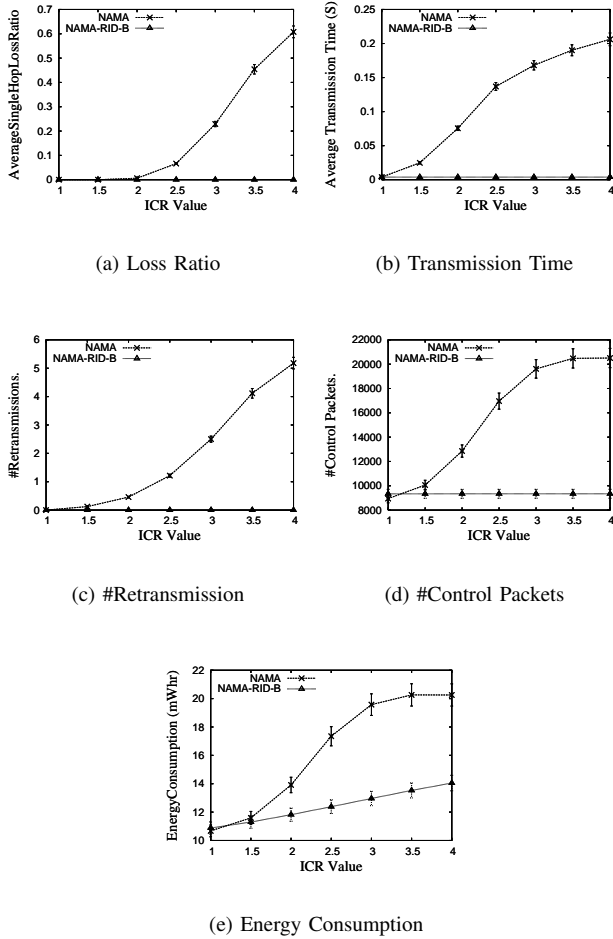 NAMA
NAMA-RID-B
AverageSingleHopLossRatio
0.7
0.6
0.5
0.4
0.3
0.2
0.1
0
1 1.5 2 2.5 3 3.5 4
ICR Value
(a) Loss Ratio
NAMA
NAMA-RID-B
Average Transmission Time (S)
0.25
0.2
0.15
0.1
0.05
0
1 1.5 2 2.5 3 3.5 4
ICR Value
(b) Transmission Time
NAMA
NAMA-RID-B
#Retransmissions.
6
5
4
3
2
1
0
1 1.5 2 2.5 3 3.5 4
ICR Value
(c) #Retransmission
NAMA
NAMA-RID-B
#Control Packets.
22000
20000
18000
16000
14000
12000
10000
8000
1 1.5 2 2.5 3 3.5 4
ICR Value
(d) #Control Packets
NAMA
NAMA-RID-B
EnergyConsumption (mWhr)
22
20
18
16
14
12
10
1 1.5 2 2.5 3 3.5 4
ICR Value
(e) Energy Consumption